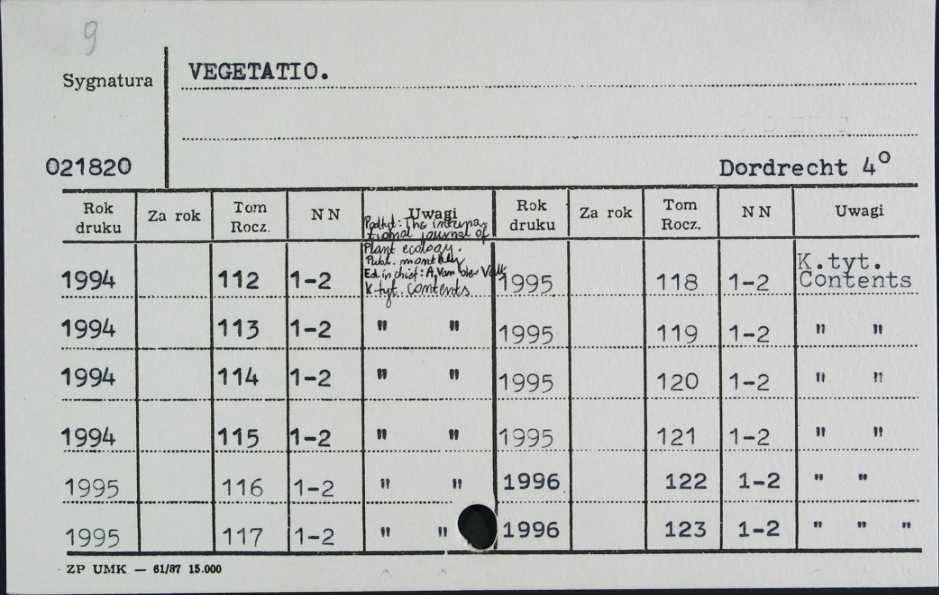 9
Sygnatura VEGETATIO.
021820 Dordrecht 4°
Rok druku Za rok Tom Rocz. NN Uwagi Rok druku Za rok Tom Rocz. NN Uwagi
Podtyt.: The interna-
tional journal of
Plant ecology.
Publ. monthly
Ed. in chief: A. Van der Valk
K. tyt. contents
1994 112 1-2 1995 118 1-2 K.tyt. Contents
1994 113 1-2 " " 1995 119 1-2 " "
1994 114 1-2 " " 1995 120 1-2 " "
1994 115 1-2 " " 1995 121 1-2 " "
1995 116 1-2 " " 1996 122 1-2 " "
1995 117 1-2 " " 1996 123 1-2 " " "
ZP UMK — 61/87 15.000